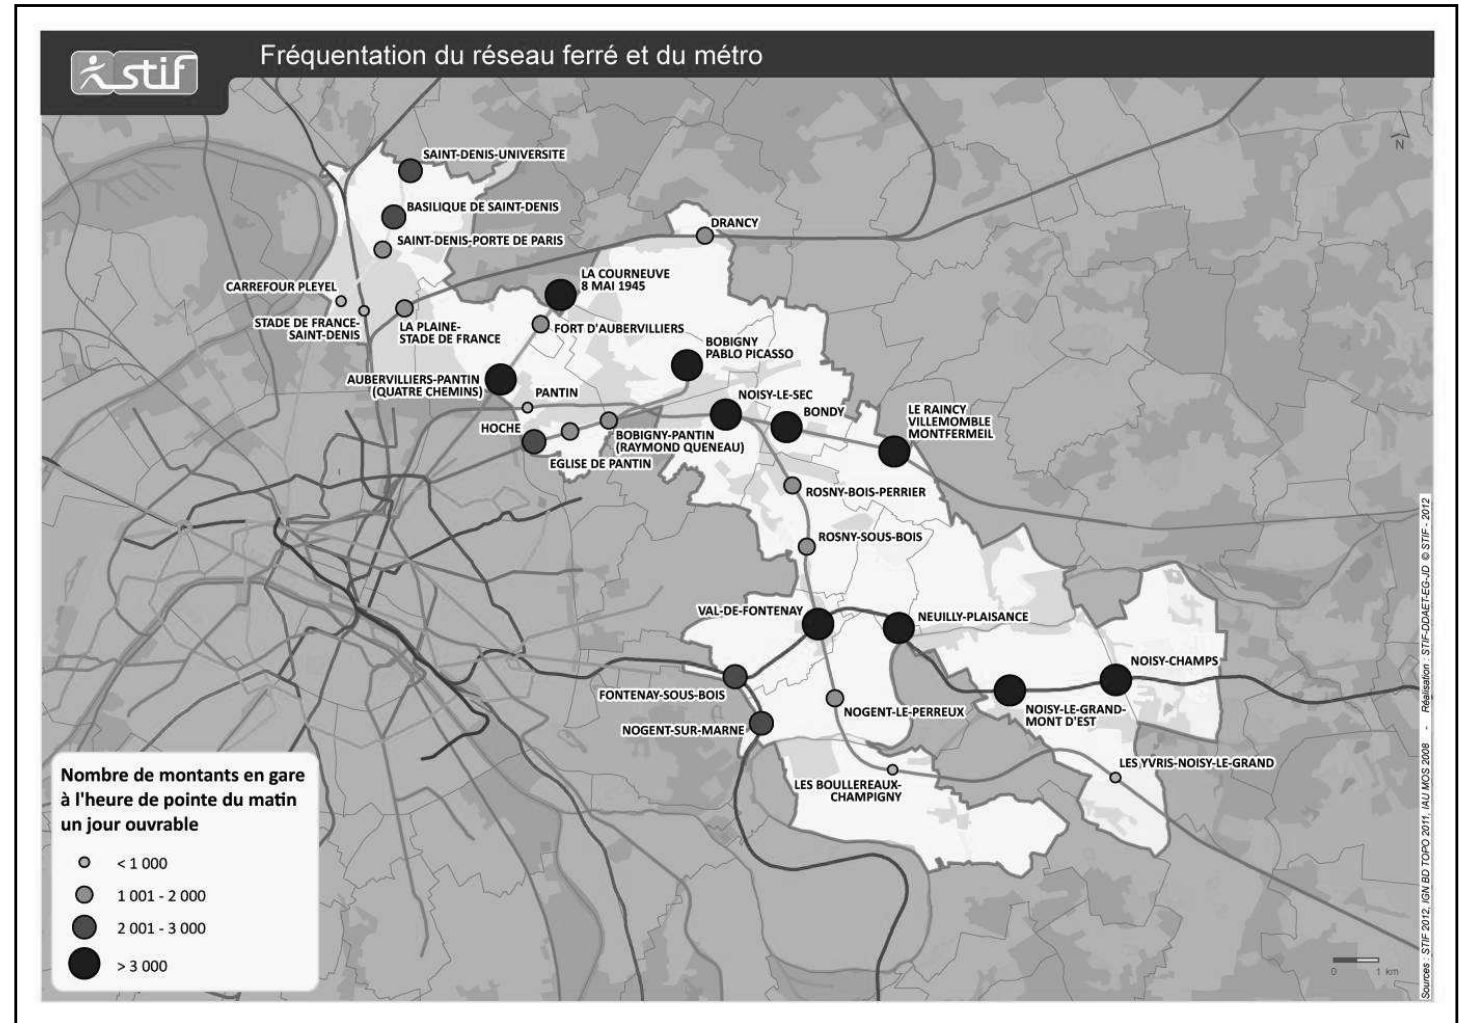 stif
Fréquentation du réseau ferré et du métro
N
SAINT-DENIS-UNIVERSITE
BASILIQUE DE SAINT-DENIS
SAINT-DENIS-PORTE DE PARIS
DRANCY
CARREFOUR PLEYEL
STADE DE FRANCE-
SAINT-DENIS
LA PLAINE-
STADE DE FRANCE
LA COURNEUVE
8 MAI 1945
FORT D'AUBERVILLIERS
BOBIGNY
PABLO PICASSO
AUBERVILLIERS-PANTIN
(QUATRE CHEMINS)
PANTIN
NOISY-LE-SEC
BONDY
LE RAINCY
VILLEMOMBLE
MONTFERMEIL
HOCHE
BOBIGNY-PANTIN
(RAYMOND QUENEAU)
EGLISE DE PANTIN
ROSNY-BOIS-PERRIER
ROSNY-SOUS-BOIS
VAL-DE-FONTENAY
NEUILLY-PLAISANCE
NOISY-CHAMPS
FONTENAY-SOUS-BOIS
NOGENT-LE-PERREUX
NOISY-LE-GRAND-
MONT D'EST
NOGENT-SUR-MARNE
LES YVRIS-NOISY-LE-GRAND
LES BOULLEREAUX-
CHAMPIGNY
Nombre de montants en gare
à l'heure de pointe du matin
un jour ouvrable
< 1 000
1 001 - 2 000
2 001 - 3 000
> 3 000
0 1 km
Sources : STIF 2012, IGN BD TOPO 2011, IAU MOS 2008 - Réalisation : STIF-DDAET-EG-JD © STIF - 2012